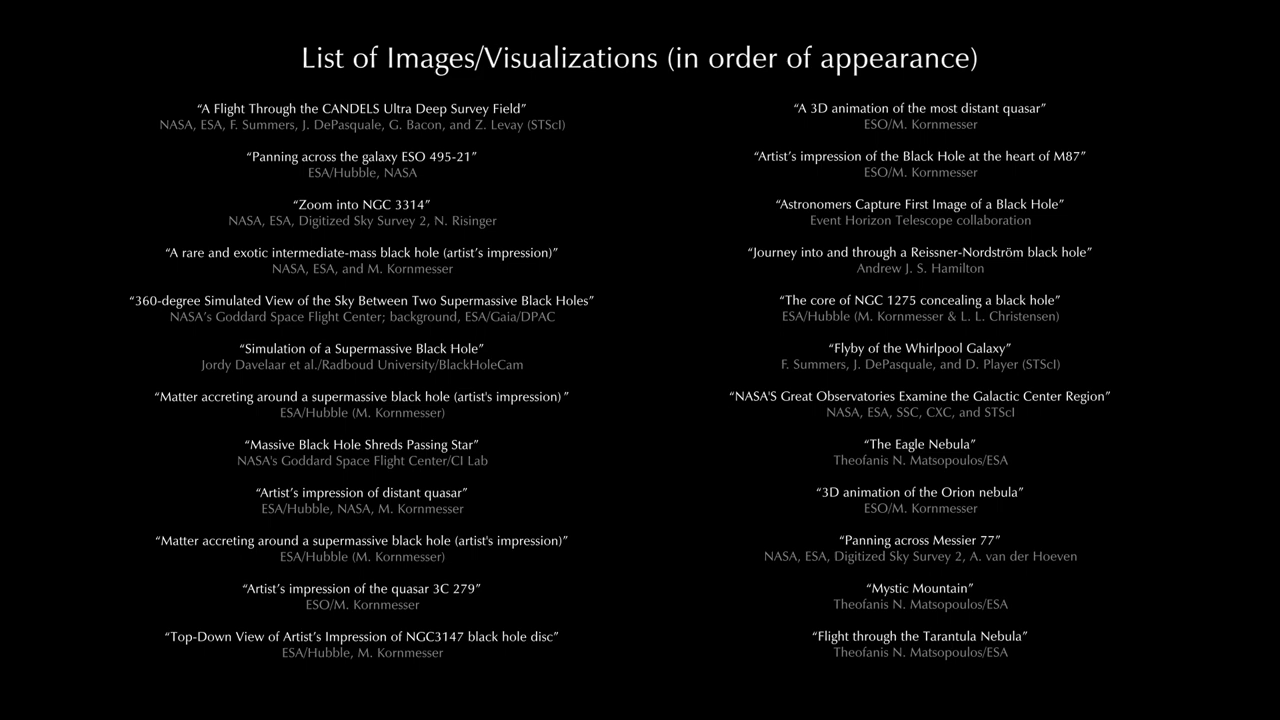 List of Images/Visualizations (in order of appearance)
“A Flight Through the CANDELS Ultra Deep Survey Field”
NASA, ESA, F. Summers, J. DePasquale, G. Bacon, and Z. Levay (STScI)
“Panning across the galaxy ESO 495-21”
ESA/Hubble, NASA
“Zoom into NGC 3314”
NASA, ESA, Digitized Sky Survey 2, N. Risinger
“A rare and exotic intermediate-mass black hole (artist’s impression)”
NASA, ESA, and M. Kornmesser
“360-degree Simulated View of the Sky Between Two Supermassive Black Holes”
NASA’s Goddard Space Flight Center; background, ESA/Gaia/DPAC
“Simulation of a Supermassive Black Hole”
Jordy Davelaar et al./Radboud University/BlackHoleCam
“Matter accreting around a supermassive black hole (artist's impression)”
ESA/Hubble (M. Kornmesser)
“Massive Black Hole Shreds Passing Star”
NASA's Goddard Space Flight Center/CI Lab
“Artist’s impression of distant quasar”
ESA/Hubble, NASA, M. Kornmesser
“Matter accreting around a supermassive black hole (artist's impression)”
ESA/Hubble (M. Kornmesser)
“Artist’s impression of the quasar 3C 279”
ESO/M. Kornmesser
“Top-Down View of Artist’s Impression of NGC3147 black hole disc”
ESA/Hubble, M. Kornmesser
“A 3D animation of the most distant quasar”
ESO/M. Kornmesser
“Artist’s impression of the Black Hole at the heart of M87”
ESO/M. Kornmesser
“Astronomers Capture First Image of a Black Hole”
Event Horizon Telescope collaboration
“Journey into and through a Reissner-Nordström black hole”
Andrew J. S. Hamilton
“The core of NGC 1275 concealing a black hole”
ESA/Hubble (M. Kornmesser & L. L. Christensen)
“Flyby of the Whirlpool Galaxy”
F. Summers, J. DePasquale, and D. Player (STScI)
“NASA'S Great Observatories Examine the Galactic Center Region”
NASA, ESA, SSC, CXC, and STScI
“The Eagle Nebula”
Theofanis N. Matsopoulos/ESA
“3D animation of the Orion nebula”
ESO/M. Kornmesser
“Panning across Messier 77”
NASA, ESA, Digitized Sky Survey 2, A. van der Hoeven
“Mystic Mountain”
Theofanis N. Matsopoulos/ESA
“Flight through the Tarantula Nebula”
Theofanis N. Matsopoulos/ESA